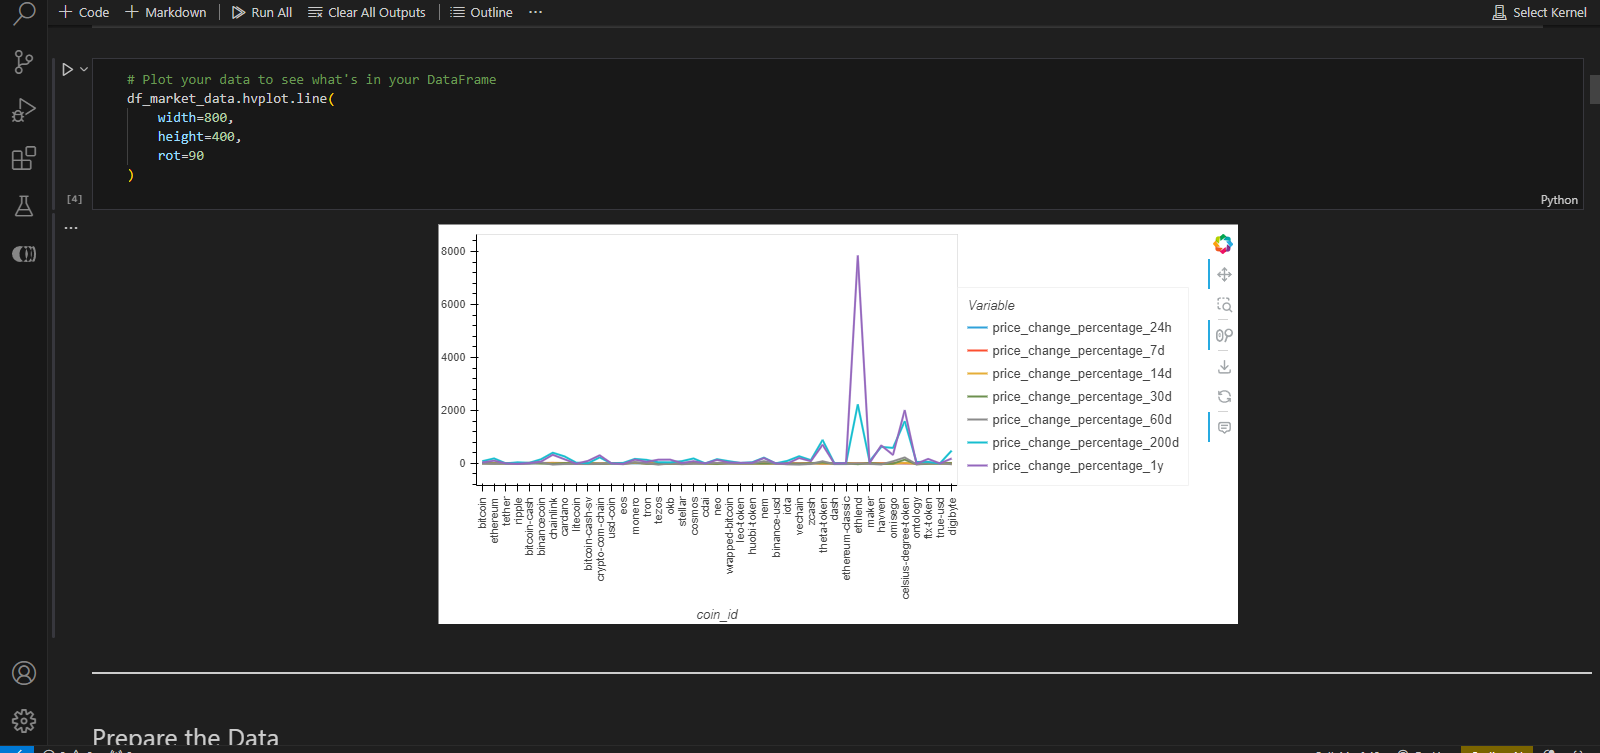 Code Markdown Run All Clear All Outputs Outline ... Select Kernel
# Plot your data to see what's in your DataFrame
df_market_data.hvplot.line(
width=800,
height=400,
rot=90
)
[4]
Python
...
8000
6000
4000
2000
0
Variable
price_change_percentage_24h
price_change_percentage_7d
price_change_percentage_14d
price_change_percentage_30d
price_change_percentage_60d
price_change_percentage_200d
price_change_percentage_1y
bitcoin
ethereum
tether
ripple
bitcoin-cash
binancecoin
chainlink
cardano
litecoin
bitcoin-cash-sv
crypto-com-chain
usd-coin
eos
monero
tron
tezos
okb
stellar
cosmos
cdai
neo
wrapped-bitcoin
leo-token
huobi-token
nem
binance-usd
iota
vechain
zcash
theta-token
dash
ethereum-classic
ethlend
maker
havven
omisego
celsius-degree-token
ontology
ftx-token
true-usd
digibyte
coin_id
Prepare the Data